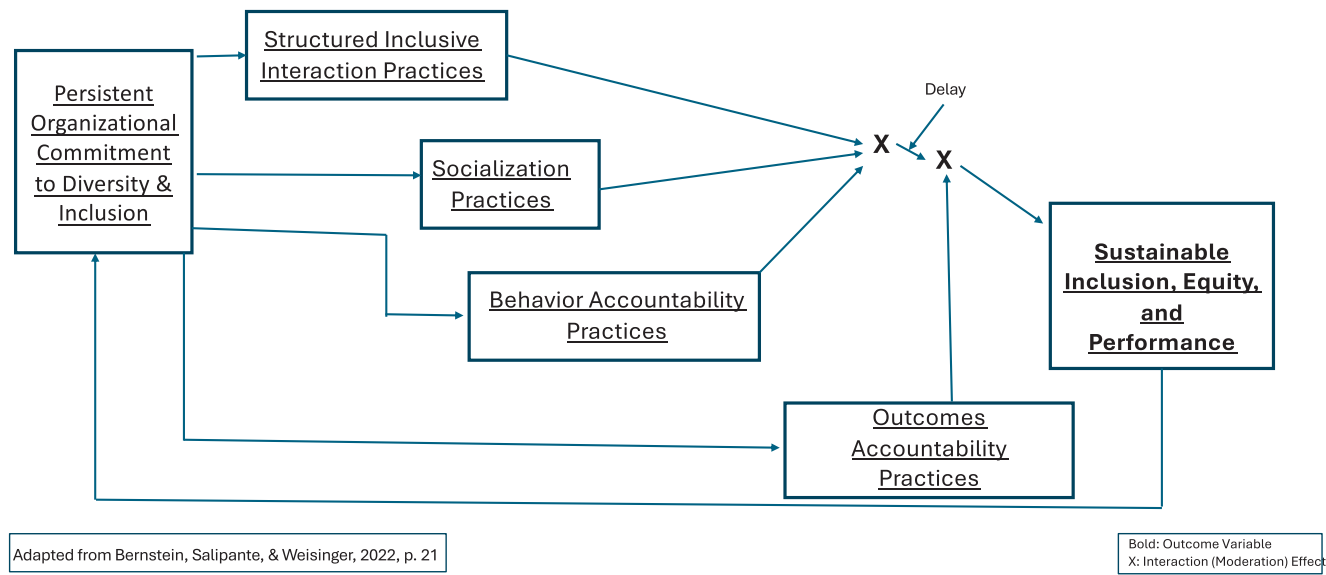 Structured Inclusive
Interaction Practices
Persistent
Organizational
Commitment
to Diversity &
Inclusion
Delay
X
X
Socialization
Practices
Sustainable
Inclusion, Equity,
and
Performance
Behavior Accountability
Practices
Outcomes
Accountability
Practices
Adapted from Bernstein, Salipante, & Weisinger, 2022, p. 21
Bold: Outcome Variable
X: Interaction (Moderation) Effect